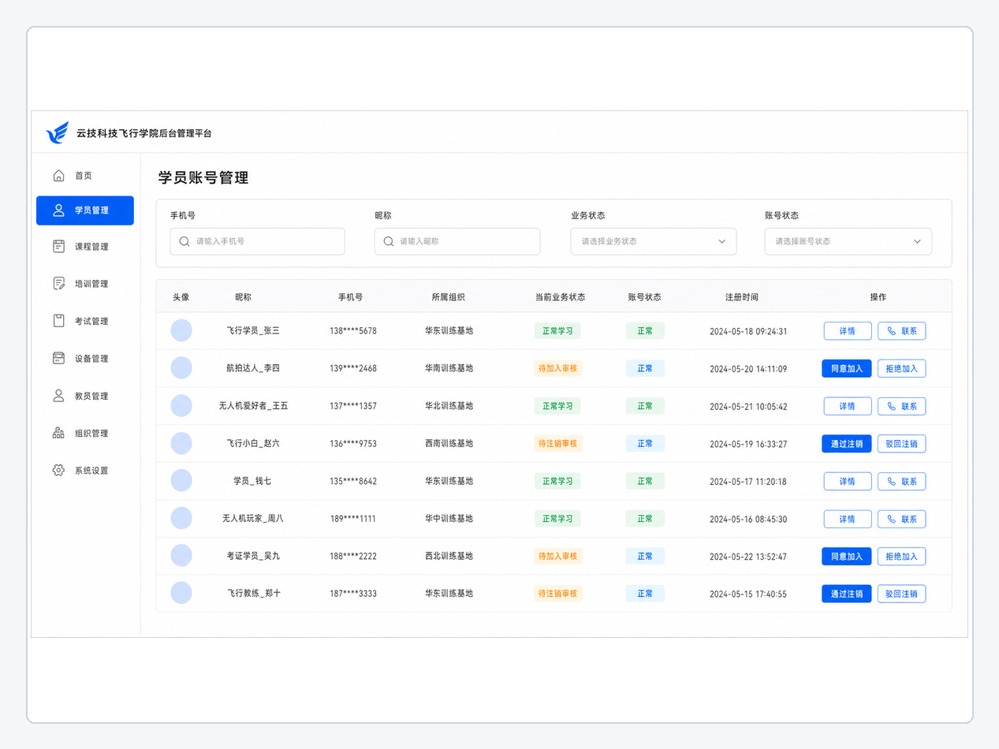 云技科技飞行学院后台管理平台
首页
学员管理
课程管理
培训管理
考试管理
设备管理
教员管理
组织管理
系统设置
学员账号管理
手机号 昵称 业务状态 账号状态
请输入手机号 请输入昵称 请选择业务状态 请选择账号状态
头像 昵称 手机号 所属组织 当前业务状态 账号状态 注册时间 操作
飞行学员_张三 138****5678 华东训练基地 正常学习 正常 2024-05-18 09:24:31 详情 联系
航拍达人_李四 139****2468 华南训练基地 待加入审核 正常 2024-05-20 14:11:09 同意加入 拒绝加入
无人机爱好者_王五 137****1357 华北训练基地 正常学习 正常 2024-05-21 10:05:42 详情 联系
飞行小白_赵六 136****9753 西南训练基地 待注销审核 正常 2024-05-19 16:33:27 通过注销 驳回注销
学员_钱七 135****8642 华东训练基地 正常学习 正常 2024-05-17 11:20:18 详情 联系
无人机玩家_周八 189****1111 华中训练基地 正常学习 正常 2024-05-16 08:45:30 详情 联系
考证学员_吴九 188****2222 西北训练基地 待加入审核 正常 2024-05-22 13:52:47 同意加入 拒绝加入
飞行教练_郑十 187****3333 华东训练基地 待注销审核 正常 2024-05-15 17:40:55 通过注销 驳回注销